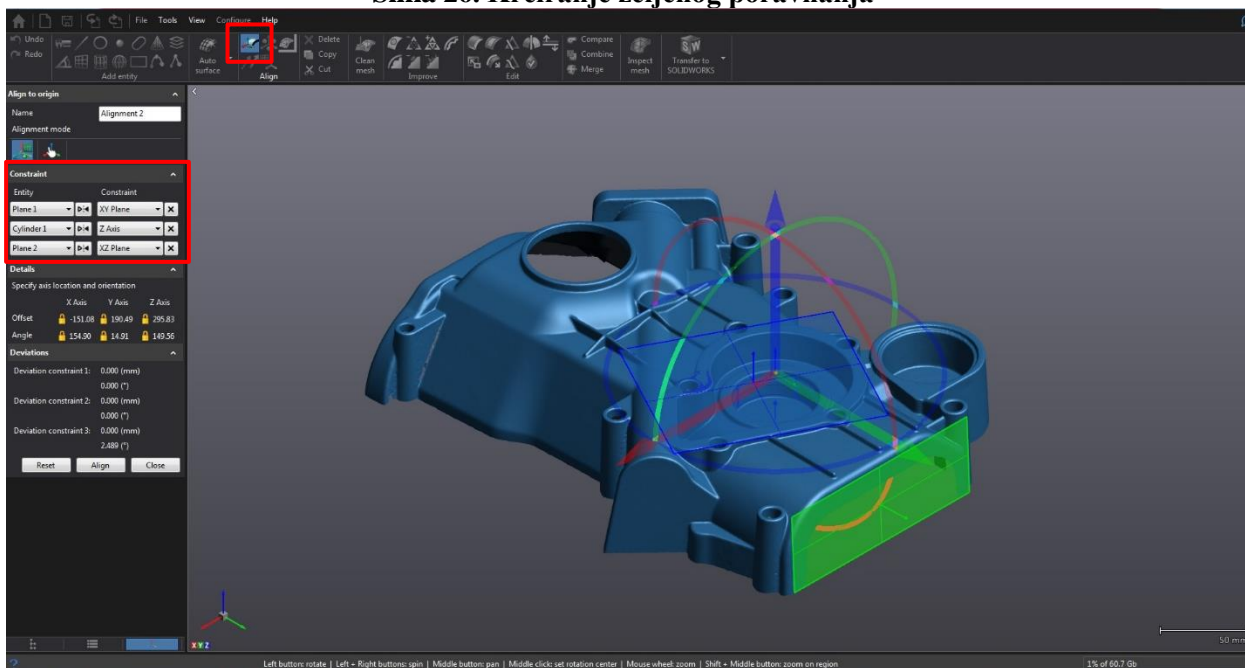 Slika 26. Kreiranje željenog poravnanja
File Tools View Configure Help
Undo
Redo
Add entity
Auto surface
Align
Delete
Copy
Cut
Clean mesh
Improve
Edit
Compare
Combine
Merge
Inspect mesh
Transfer to SOLIDWORKS
Align to origin
Name Alignment 2
Alignment mode
Constraint
Entity Constraint
Plane 1 XY Plane
Cylinder 1 Z Axis
Plane 2 XZ Plane
Details
Specify axis location and orientation
X Axis Y Axis Z Axis
Offset -151.08 190.49 295.83
Angle 154.90 14.91 149.56
Deviations
Deviation constraint 1: 0.000 (mm)
0.000 (°)
Deviation constraint 2: 0.000 (mm)
0.000 (°)
Deviation constraint 3: 0.000 (mm)
2.489 (°)
Reset Align Close
X Y Z
50 mm
Left button: rotate | Left + Right buttons: spin | Middle button: pan | Middle click: set rotation center | Mouse wheel: zoom | Shift + Middle button: zoom on region
1% of 60.7 Gb